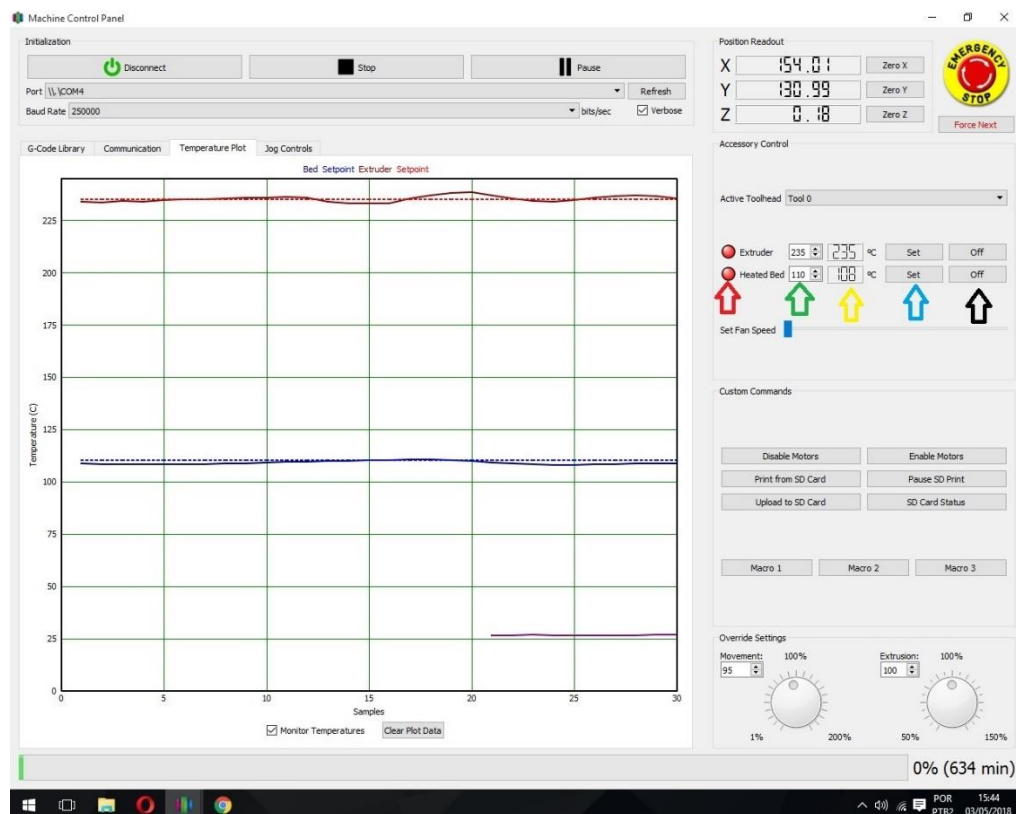 Machine Control Panel
Initialization
Disconnect
Stop
Pause
Port \\.\COM4
Refresh
Baud Rate 250000
bits/sec
Verbose
Position Readout
X 154.01 Zero X
Y 130.99 Zero Y
Z 0.18 Zero Z
EMERGENCY
STOP
Force Next
G-Code Library
Communication
Temperature Plot
Jog Controls
Bed Setpoint Extruder Setpoint
225
200
175
150
125
100
75
50
25
0
Temperature (C)
0 5 10 15 20 25 30
Samples
Monitor Temperatures
Clear Plot Data
Accessory Control
Active Toolhead Tool 0
Extruder 235 235 ºC Set Off
Heated Bed 110 108 ºC Set Off
Set Fan Speed
Custom Commands
Disable Motors
Enable Motors
Print from SD Card
Pause SD Print
Upload to SD Card
SD Card Status
Macro 1
Macro 2
Macro 3
Override Settings
Movement: 100%
95
1% 200%
Extrusion: 100%
100
50% 150%
0% (634 min)
POR
PTB2
15:44
03/05/2018